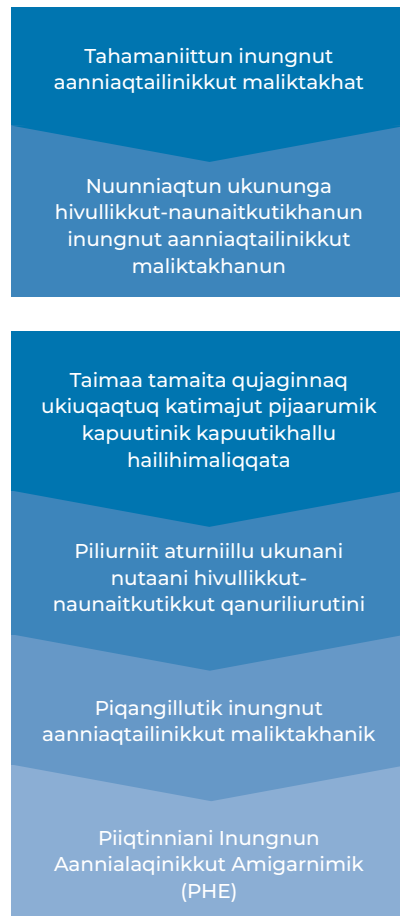 Tahamaniittun inungnut
aanniaqtailinikkut maliktakhat
Nuunniaqtun ukununga
hivullikkut-naunaitkutikhanun
inungnut aanniaqtailinikkut
maliktakhanun
Taimaa tamaita qujaginnaq
ukiuqaqtuq katimajut pijaarumik
kapuutinik kapuutikhallu
hailihimaliqqata
Piliurniit aturniillu ukunani
nutaani hivullikkut-
naunaitkutikkut qanuriliurutini
Piqangillutik inungnut
aanniaqtailinikkut maliktakhanik
Piiqtinniani Inungnun
Aannialaqinikkut Amigarnimik
(PHE)